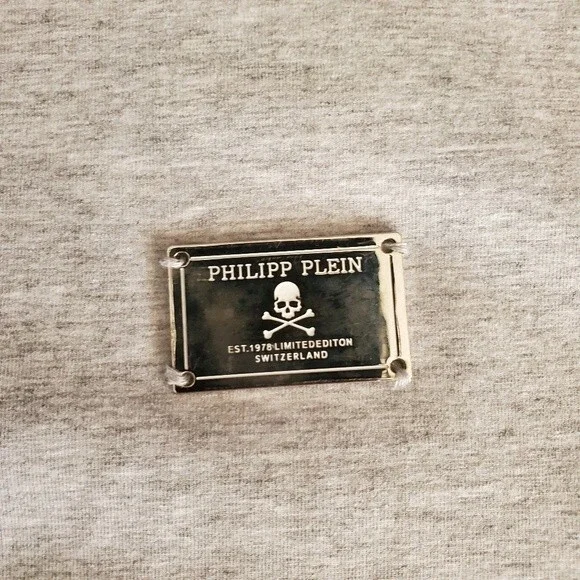 PHILIPP PLEIN
EST.1978 LIMITEDEDITON
SWITZERLAND